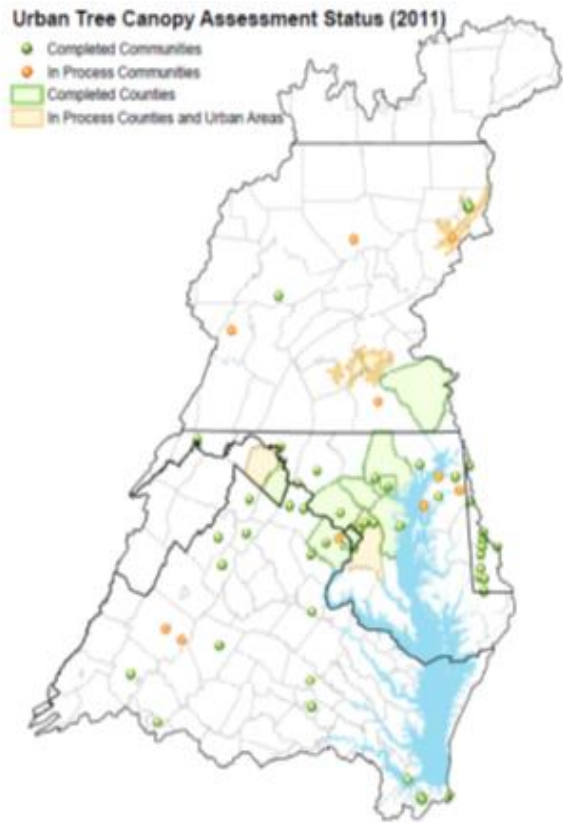 Urban Tree Canopy Assessment Status (2011)
Completed Communities
In Process Communities
Completed Counties
In Process Counties and Urban Areas